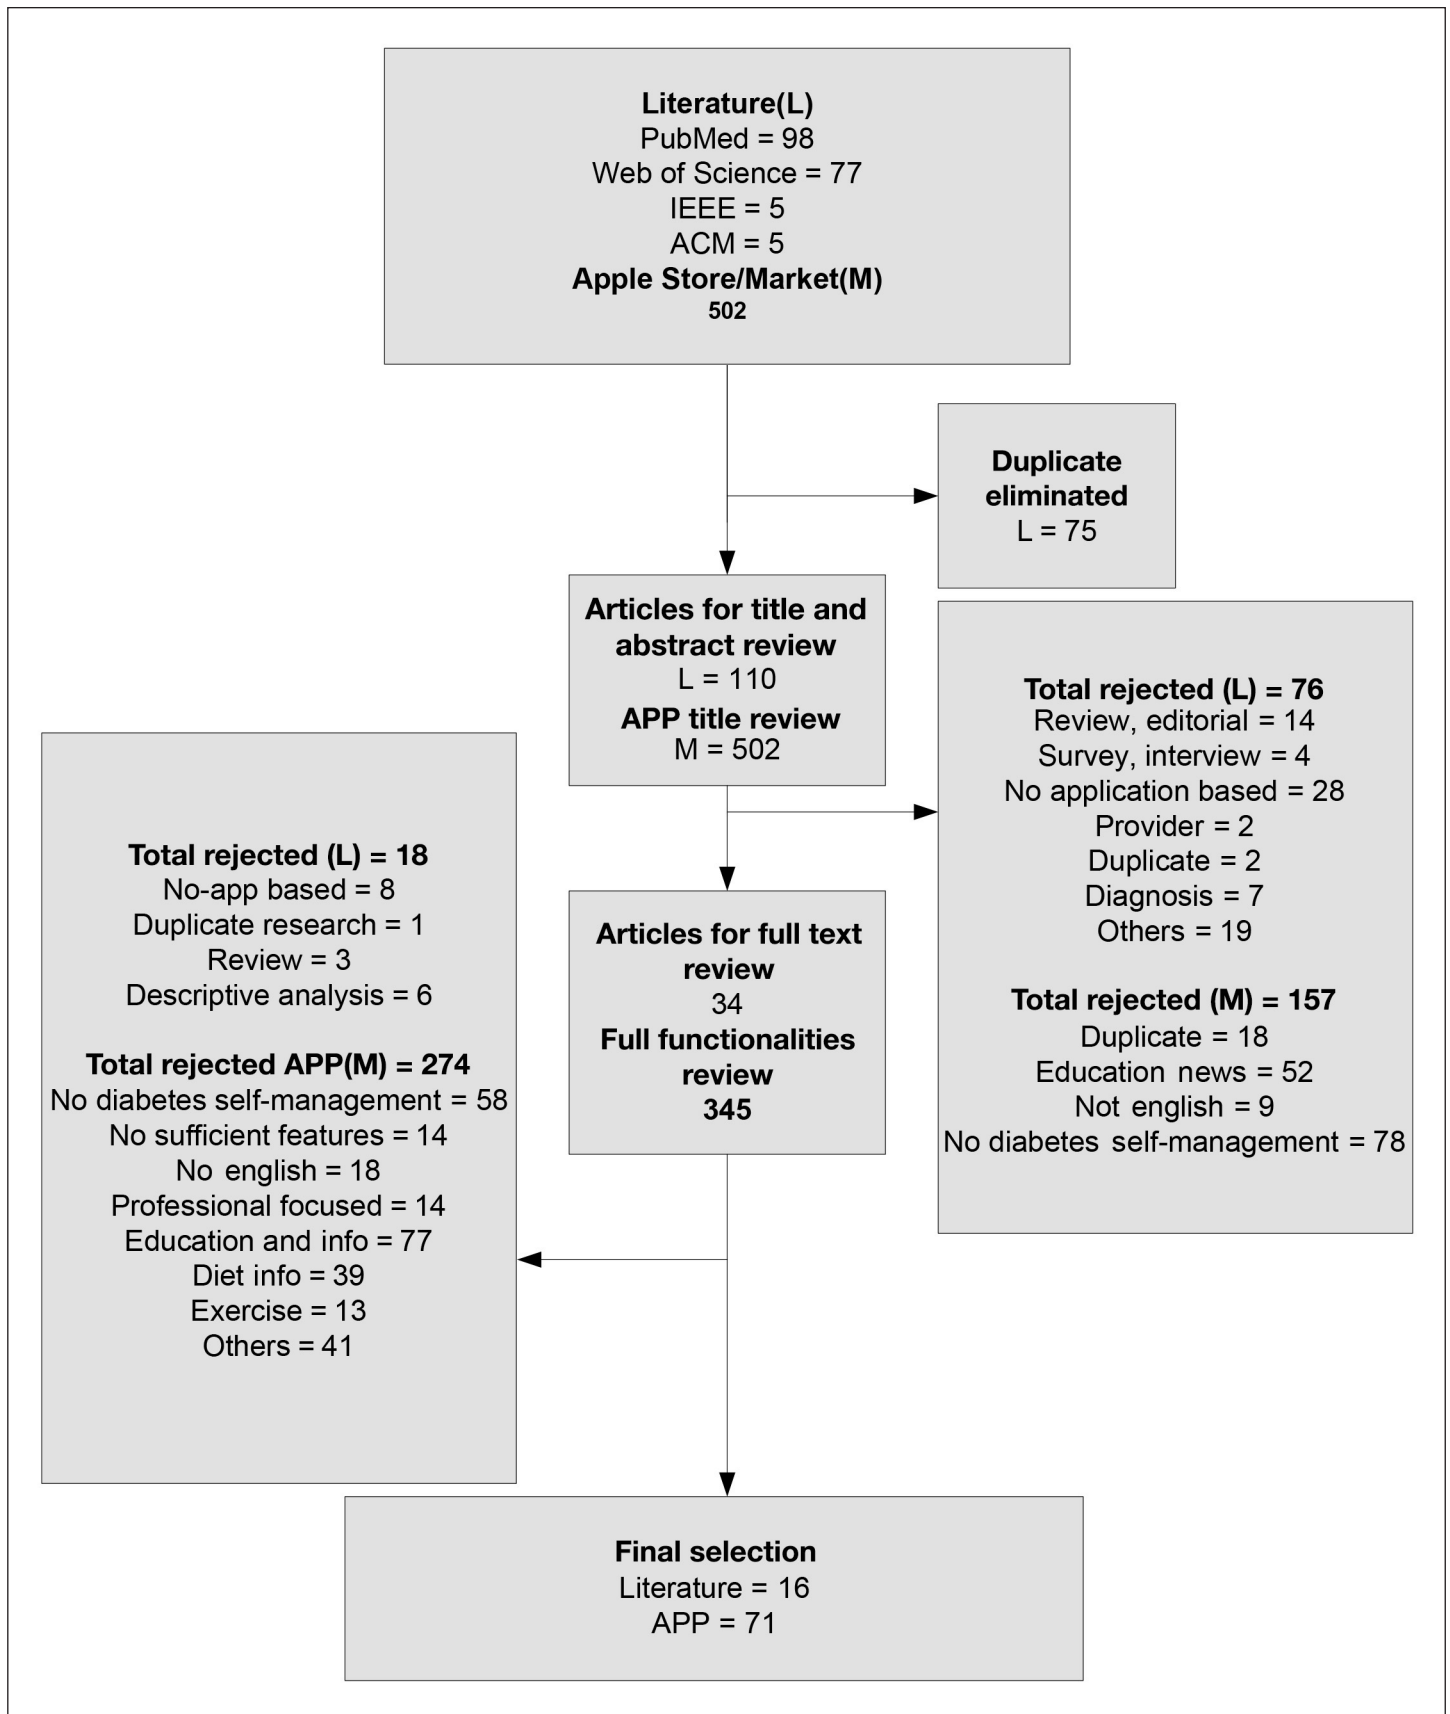 Literature(L)
PubMed = 98
Web of Science = 77
IEEE = 5
ACM = 5
Apple Store/Market(M)
502
Duplicate
eliminated
L = 75
Articles for title and
abstract review
L = 110
APP title review
M = 502
Total rejected (L) = 76
Review, editorial = 14
Survey, interview = 4
No application based = 28
Provider = 2
Duplicate = 2
Diagnosis = 7
Others = 19
Total rejected (M) = 157
Duplicate = 18
Education news = 52
Not english = 9
No diabetes self-management = 78
Articles for full text
review
34
Full functionalities
review
345
Total rejected (L) = 18
No-app based = 8
Duplicate research = 1
Review = 3
Descriptive analysis = 6
Total rejected APP(M) = 274
No diabetes self-management = 58
No sufficient features = 14
No english = 18
Professional focused = 14
Education and info = 77
Diet info = 39
Exercise = 13
Others = 41
Final selection
Literature = 16
APP = 71